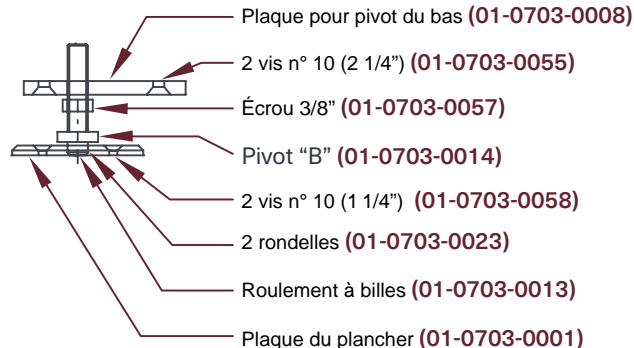 Plaque pour pivot du bas (01-0703-0008)
2 vis n° 10 (2 1/4”) (01-0703-0055)
Écrou 3/8” (01-0703-0057)
Pivot “B” (01-0703-0014)
2 vis n° 10 (1 1/4”) (01-0703-0058)
2 rondelles (01-0703-0023)
Roulement à billes (01-0703-0013)
Plaque du plancher (01-0703-0001)